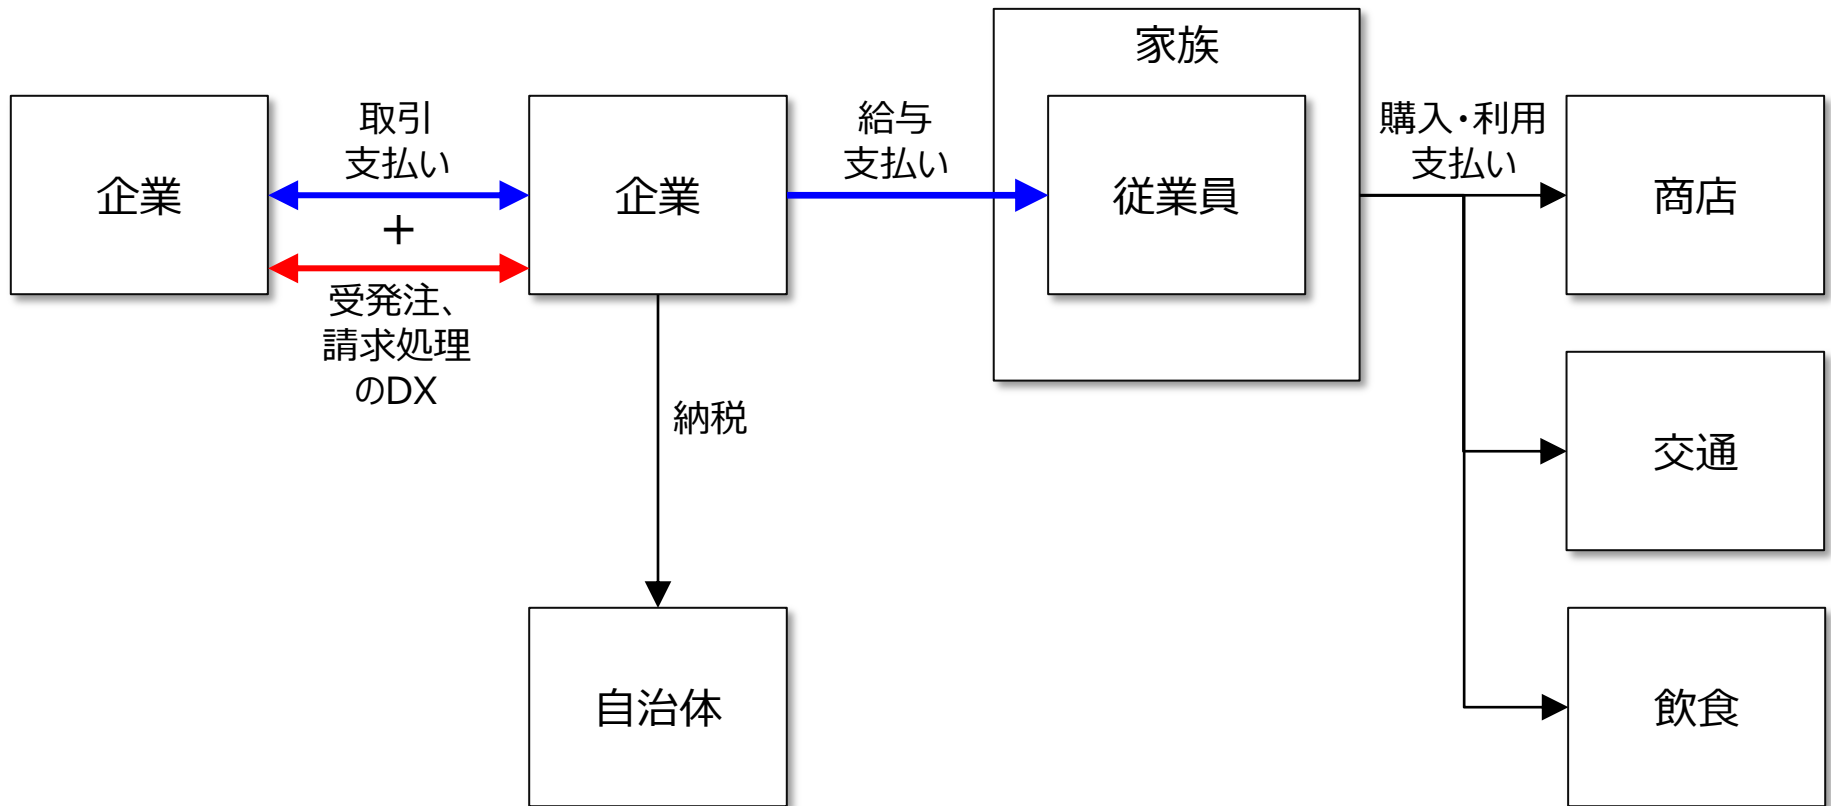 家族
企業
取引
支払い
+
受発注、
請求処理
のDX
企業
給与
支払い
従業員
購入・利用
支払い
商店
納税
交通
自治体
飲食